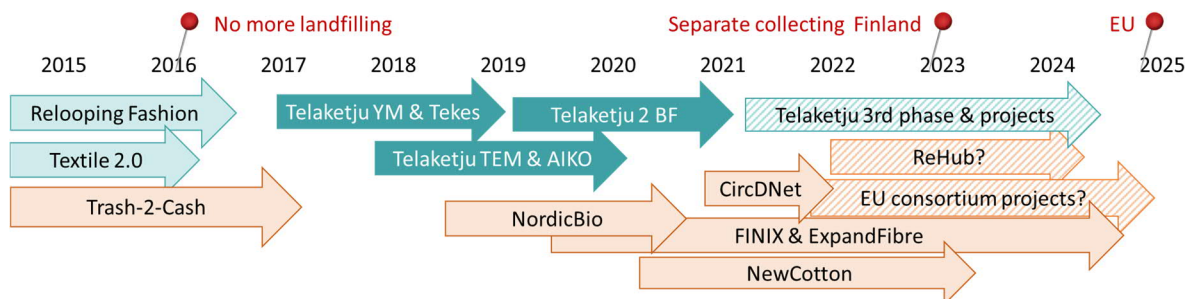 No more landfilling
Separate collecting Finland
EU
2015 2016 2017 2018 2019 2020 2021 2022 2023 2024 2025
Relooping Fashion
Telaketju YM & Tekes
Telaketju 2 BF
Telaketju 3rd phase & projects
Textile 2.0
Telaketju TEM & AIKO
ReHub?
CircDNet
EU consortium projects?
Trash-2-Cash
NordicBio
FINIX & ExpandFibre
NewCotton